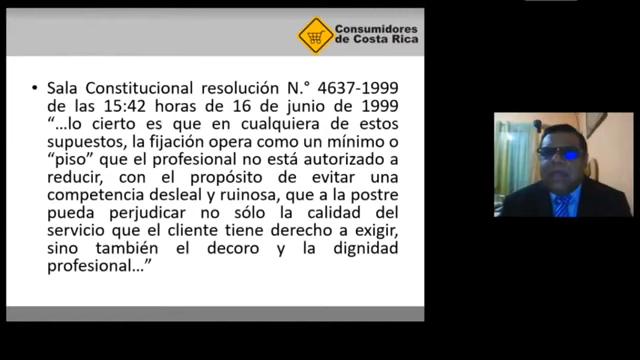 Consumidores
de Costa Rica
• Sala Constitucional resolución N.° 4637-1999
de las 15:42 horas de 16 de junio de 1999
“…lo cierto es que en cualquiera de estos
supuestos, la fijación opera como un mínimo o
“piso” que el profesional no está autorizado a
reducir, con el propósito de evitar una
competencia desleal y ruinosa, que a la postre
pueda perjudicar no sólo la calidad del
servicio que el cliente tiene derecho a exigir,
sino también el decoro y la dignidad
profesional…”